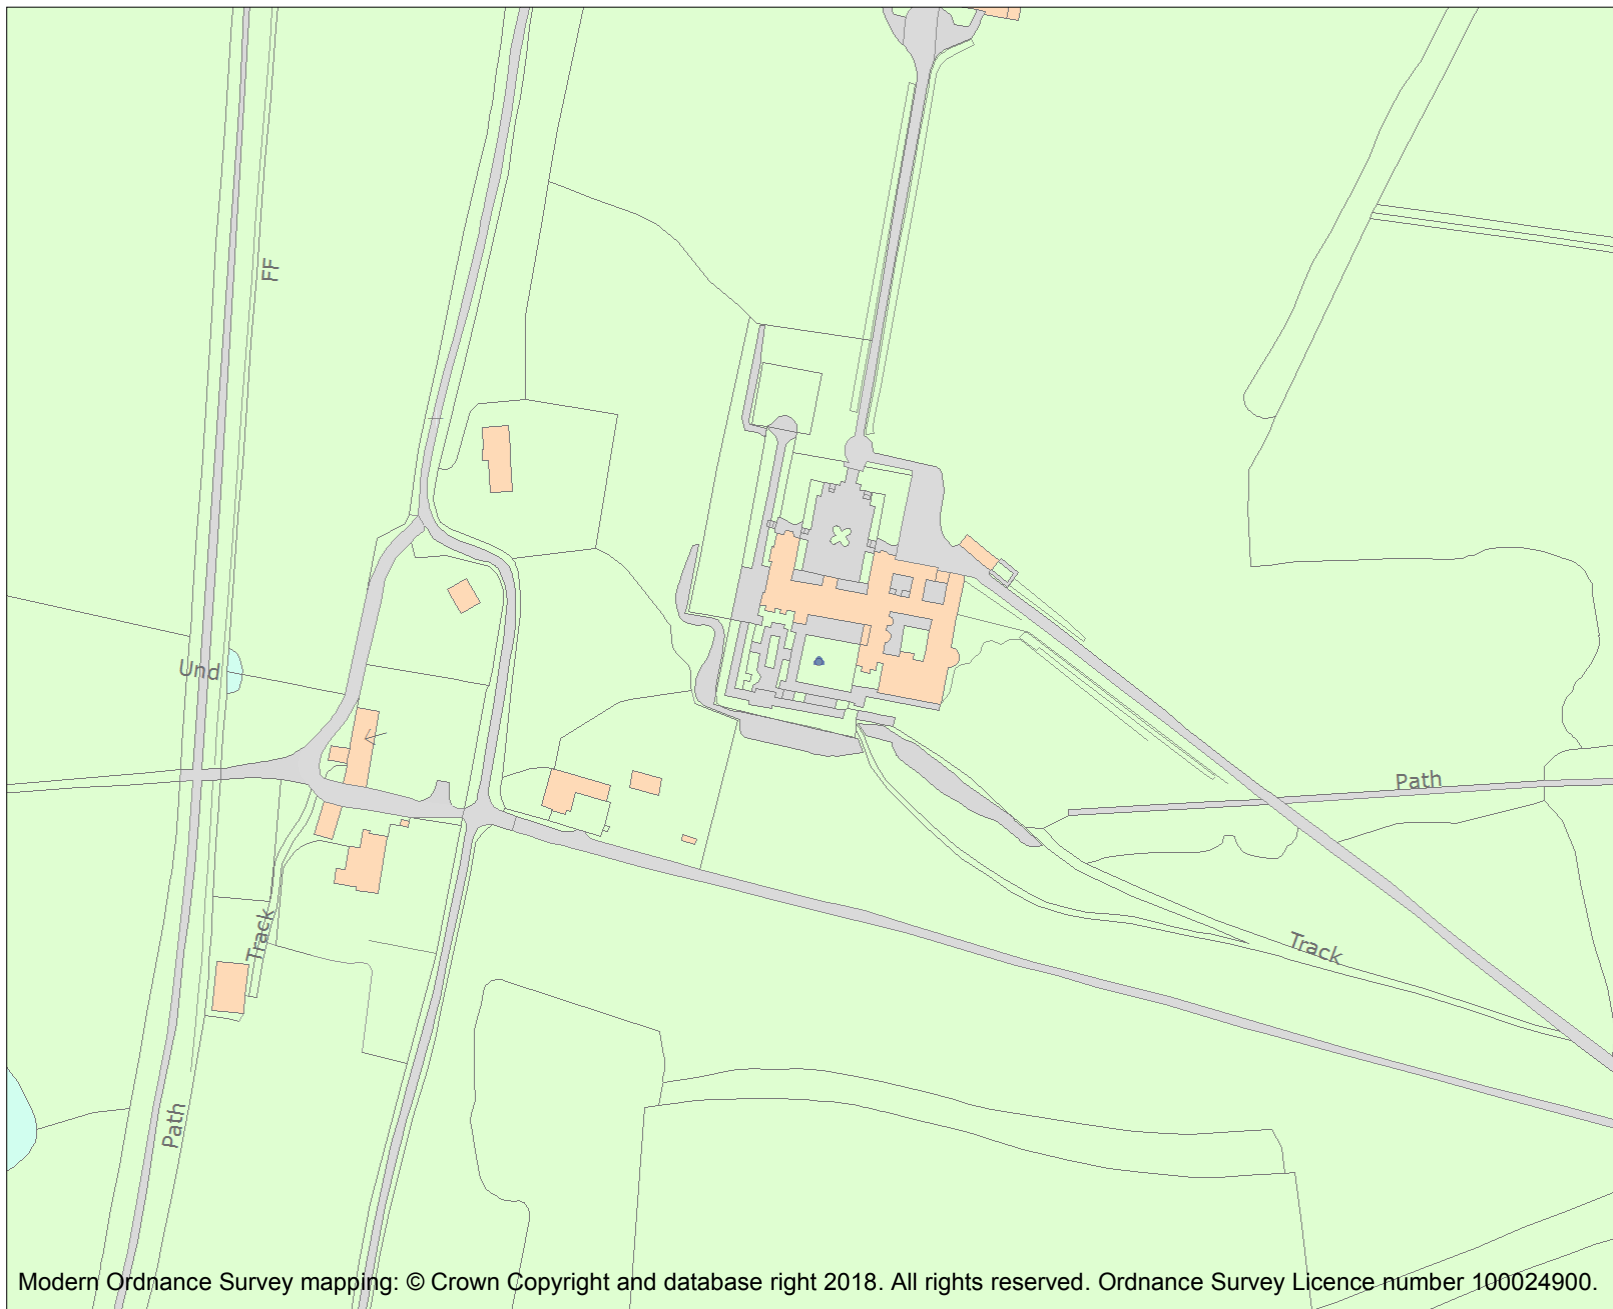 FF
Und
Path
Track
Track
Path
Modern Ordnance Survey mapping: © Crown Copyright and database right 2018. All rights reserved. Ordnance Survey Licence number 100024900.